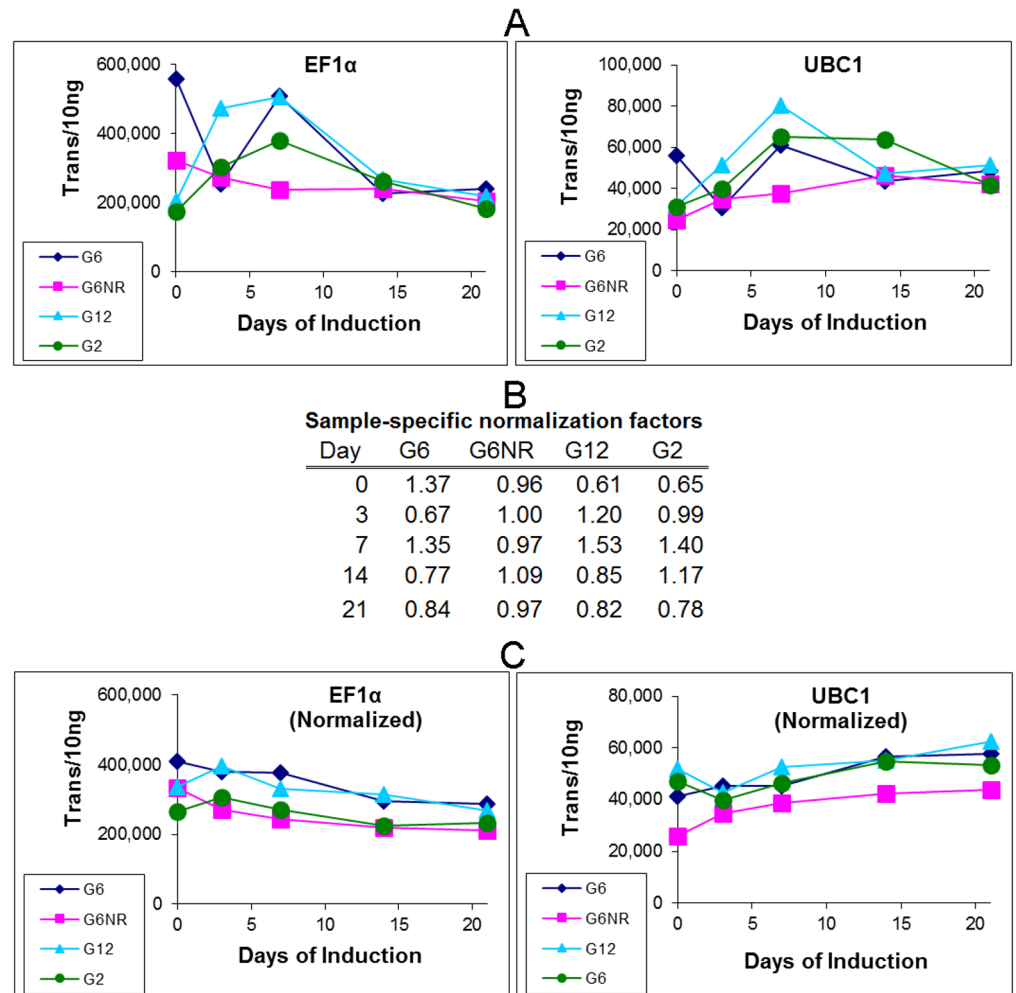 A
EF1α
Trans/10ng
600,000
400,000
200,000
0
0 5 10 15 20
Days of Induction
G6
G6NR
G12
G2
UBC1
Trans/10ng
100,000
80,000
60,000
40,000
20,000
0
0 5 10 15 20
Days of Induction
G6
G6NR
G12
G2
B
Sample-specific normalization factors
Day G6 G6NR G12 G2
0 1.37 0.96 0.61 0.65
3 0.67 1.00 1.20 0.99
7 1.35 0.97 1.53 1.40
14 0.77 1.09 0.85 1.17
21 0.84 0.97 0.82 0.78
C
EF1α
(Normalized)
Trans/10ng
600,000
400,000
200,000
0
0 5 10 15 20
Days of Induction
G6
G6NR
G12
G2
UBC1
(Normalized)
Trans/10ng
80,000
60,000
40,000
20,000
0
0 5 10 15 20
Days of Induction
G6
G6NR
G12
G6